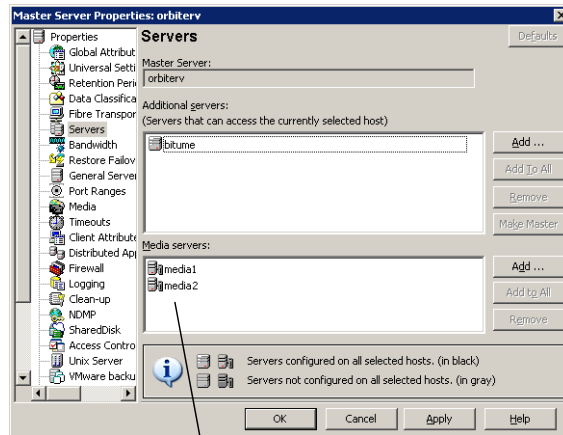 Master Server Properties: orbiterv
Properties
Global Attribut
Universal Setti
Retention Peri
Data Classifica
Fibre Transpor
Servers
Bandwidth
Restore Failov
General Server
Port Ranges
Media
Timeouts
Client Attribute
Distributed App
Firewall
Logging
Clean-up
NDMP
SharedDisk
Access Contro
Unix Server
VMware backu
Servers
Defaults
Master Server:
orbiterv
Additional servers:
(Servers that can access the currently selected host)
bitume
Add ...
Add To All
Remove
Make Master
Media servers:
media1
media2
Add ...
Add to All
Remove
Servers configured on all selected hosts. (in black)
Servers not configured on all selected hosts. (in gray)
OK Cancel Apply Help